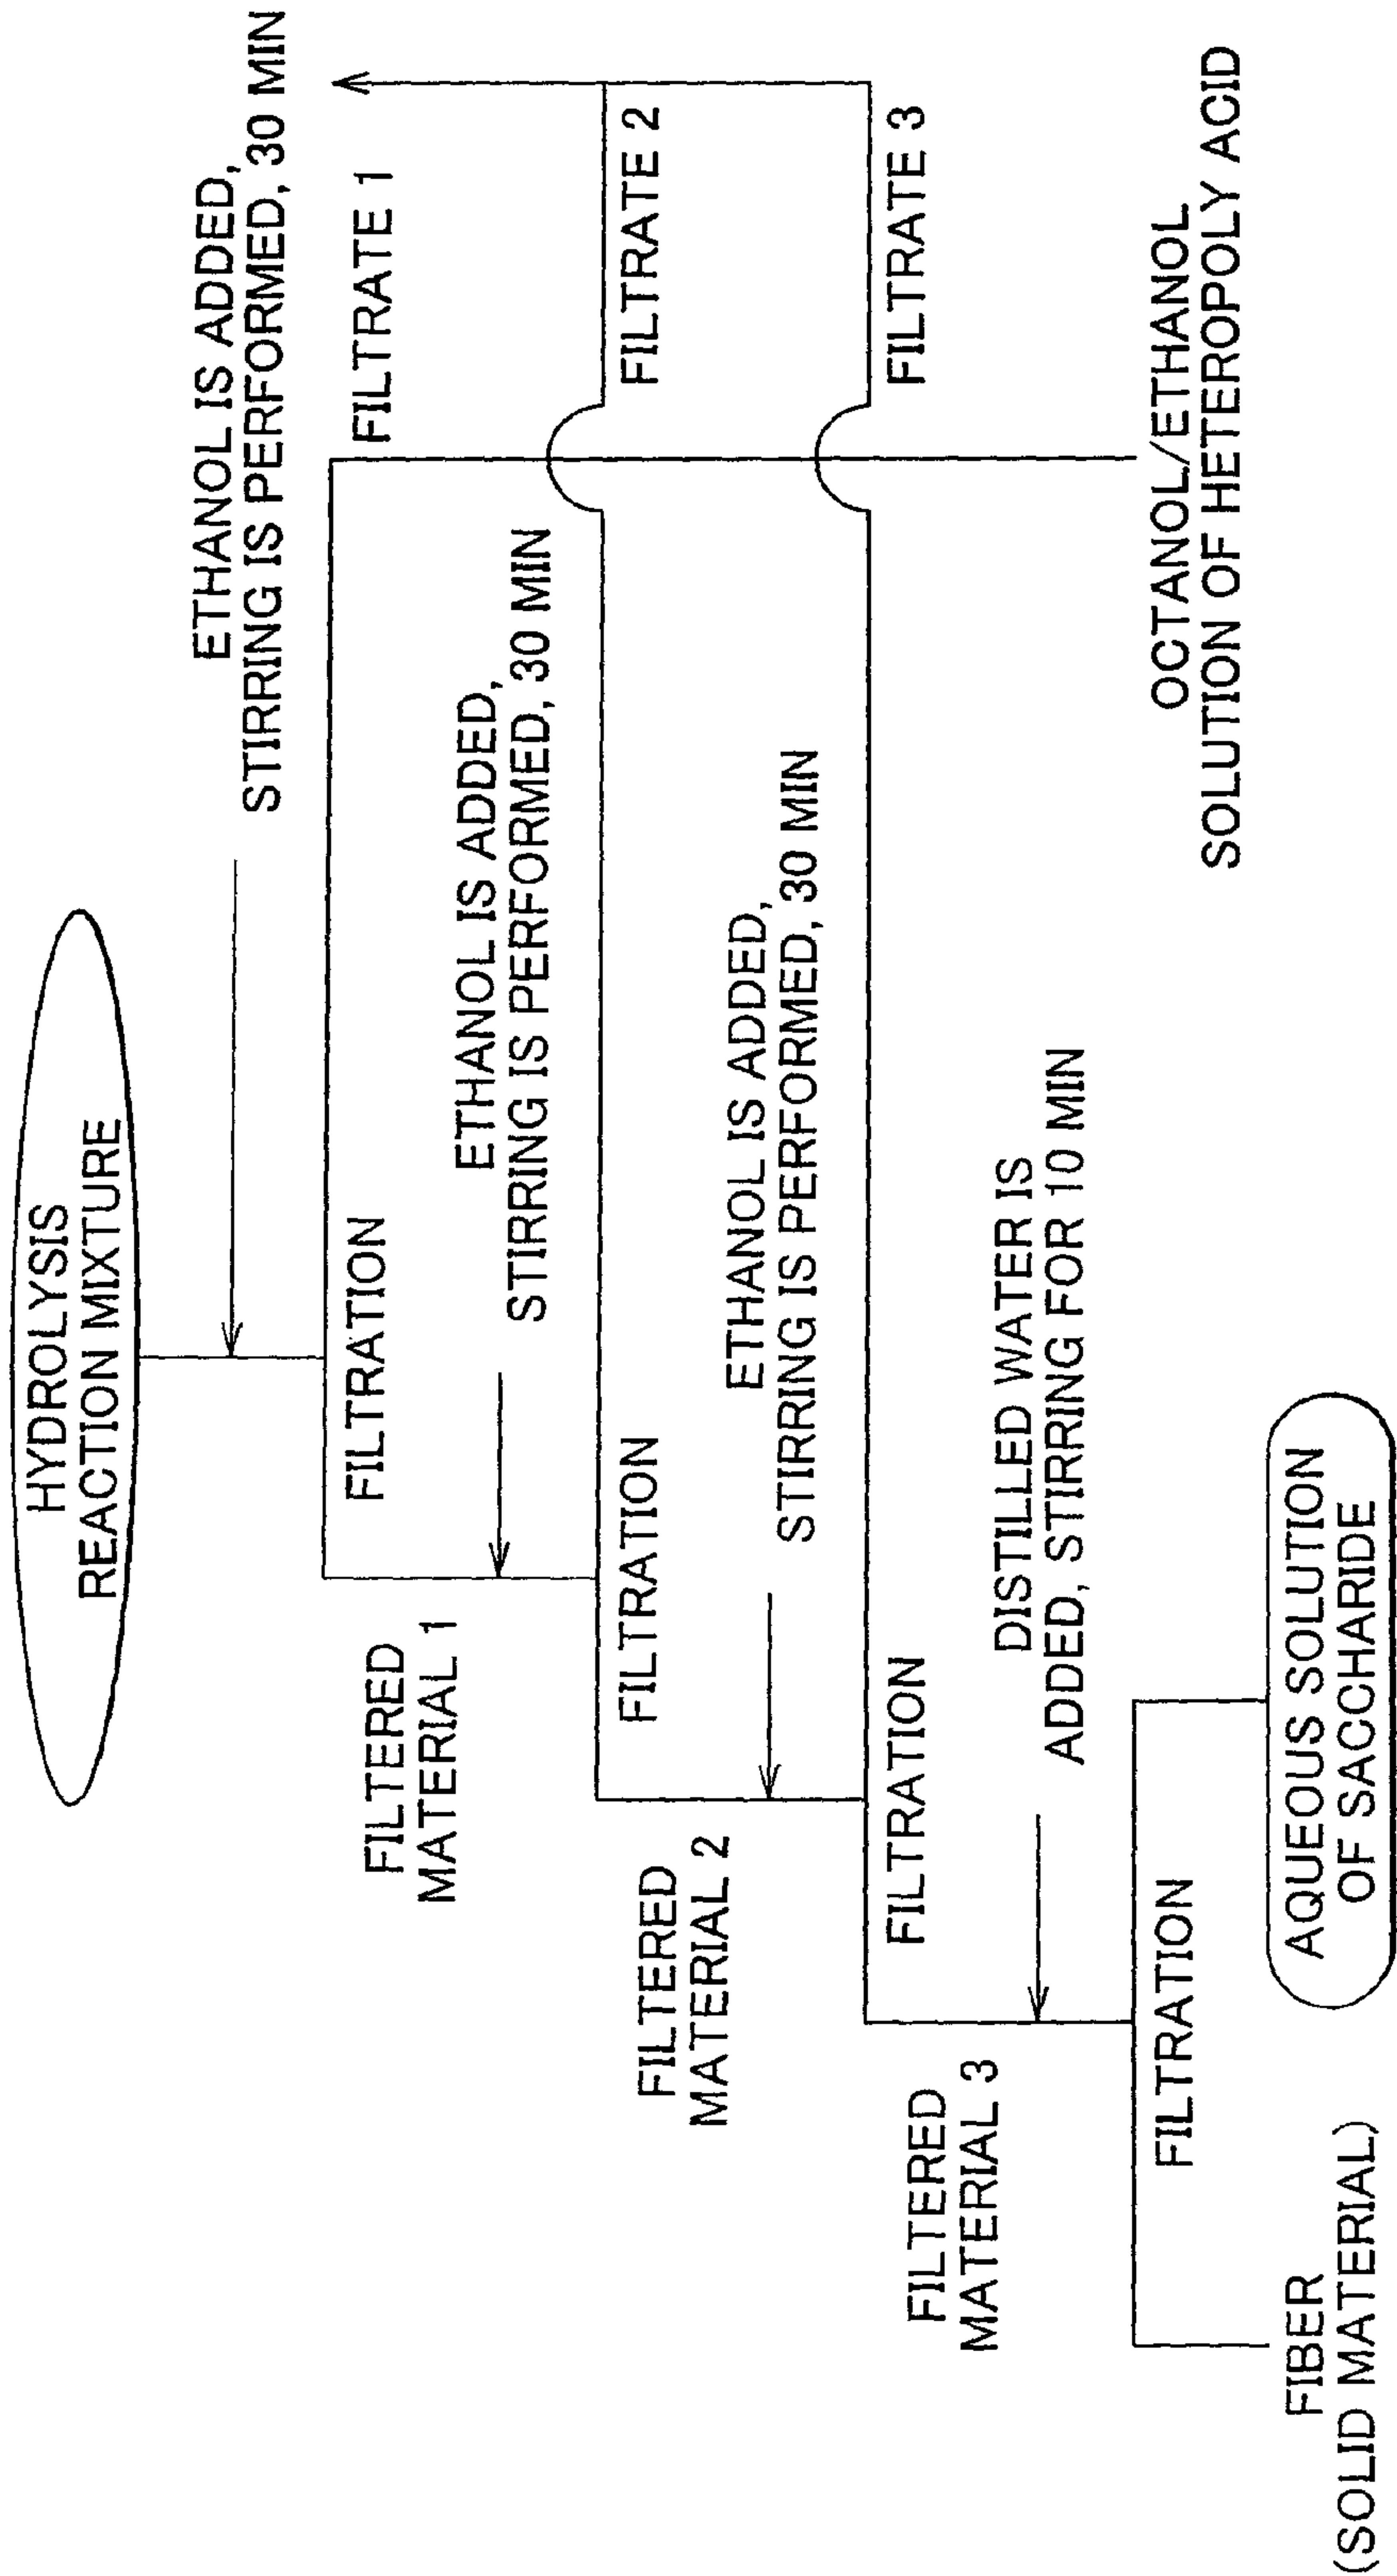 HYDROLYSIS
REACTION MIXTURE
ETHANOL IS ADDED,
STIRRING IS PERFORMED, 30 MIN
FILTRATION
FILTRATE 1
FILTERED
MATERIAL 1
ETHANOL IS ADDED,
STIRRING IS PERFORMED, 30 MIN
FILTRATION
FILTRATE 2
FILTERED
MATERIAL 2
ETHANOL IS ADDED,
STIRRING IS PERFORMED, 30 MIN
FILTRATION
FILTRATE 3
FILTERED
MATERIAL 3
DISTILLED WATER IS
ADDED, STIRRING FOR 10 MIN
FILTRATION
OCTANOL/ETHANOL
SOLUTION OF HETEROPOLY ACID
FIBER
(SOLID MATERIAL)
AQUEOUS SOLUTION
OF SACCHARIDE